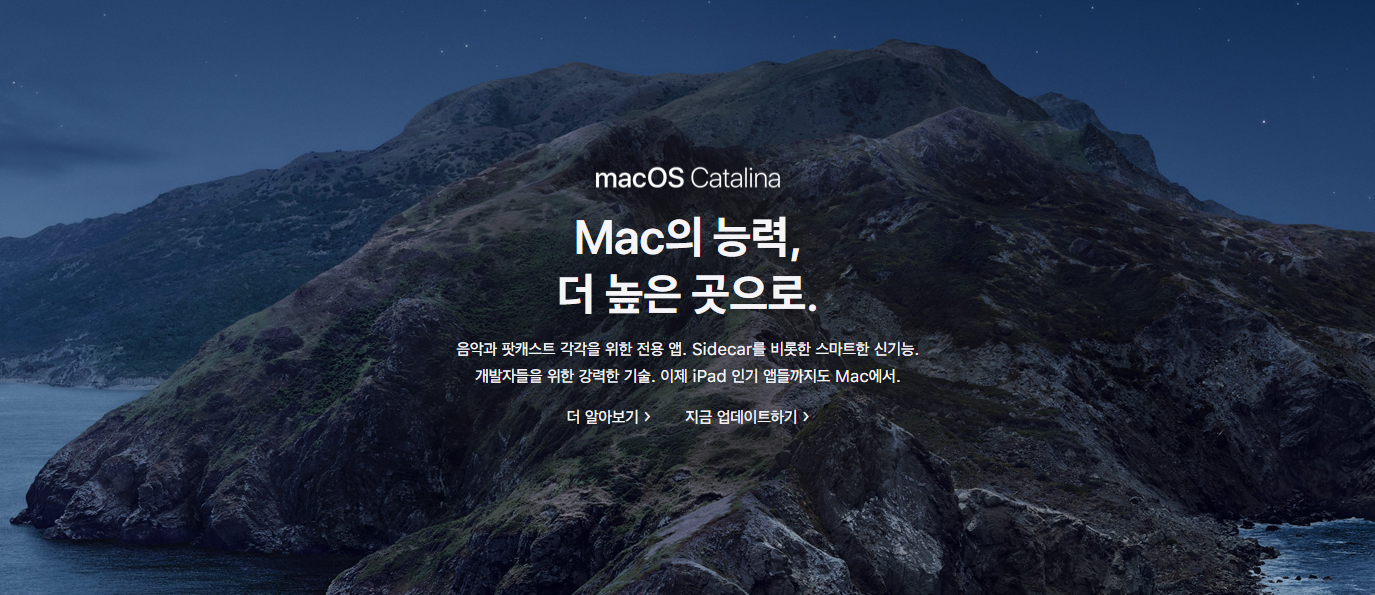 macOS Catalina
Mac의 능력,
더 높은 곳으로.
음악과 팟캐스트 각각을 위한 전용 앱. Sidecar를 비롯한 스마트한 신기능.
개발자들을 위한 강력한 기술. 이제 iPad 인기 앱들까지도 Mac에서.
더 알아보기 > 지금 업데이트하기 >